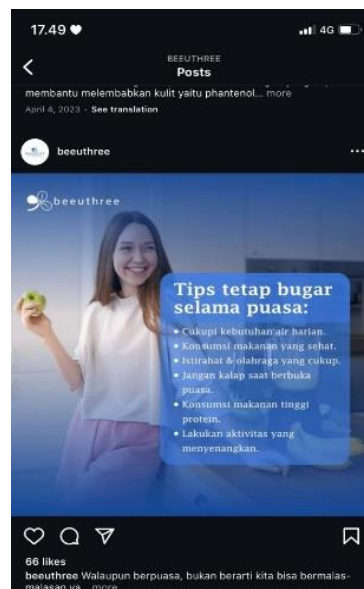 17.49
4G
BEEUTHREE
Posts
membantu melembabkan kulit yaitu phantenol... more
April 4, 2023 · See translation
beeuthree
beeuthree
Tips tetap bugar
selama puasa:
• Cukupi kebutuhan air harian.
• Konsumsi makanan yang sehat.
• Istirahat & olahraga yang cukup.
• Jangan kalap saat berbuka
puasa.
• Konsumsi makanan tinggi
protein.
• Lakukan aktivitas yang
menyenangkan.
66 likes
beeuthree Walaupun berpuasa, bukan berarti kita bisa bermalas-
malasan ya... more